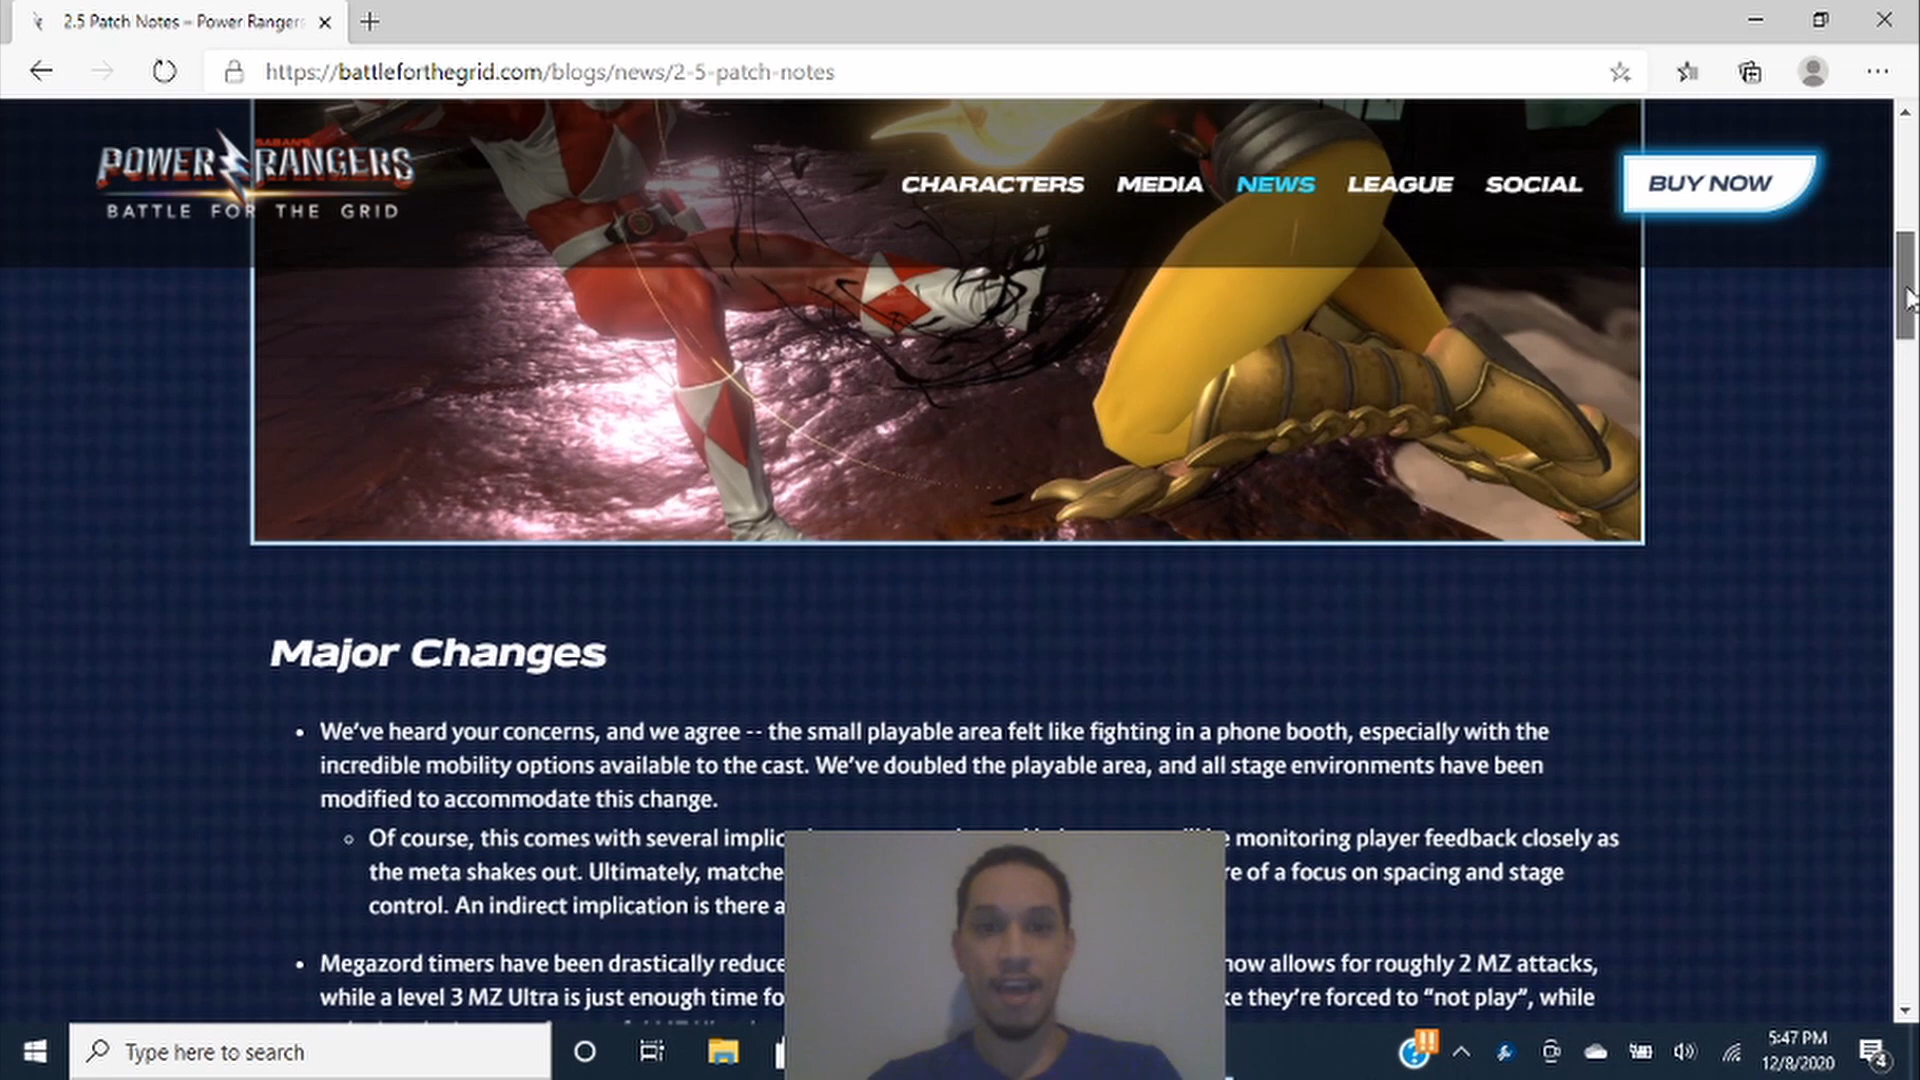 2.5 Patch Notes – Power Rangers
https://battleforthegrid.com/blogs/news/2-5-patch-notes
SABAN'S
POWER RANGERS
BATTLE FOR THE GRID
CHARACTERS MEDIA NEWS LEAGUE SOCIAL BUY NOW
Major Changes
• We've heard your concerns, and we agree -- the small playable area felt like fighting in a phone booth, especially with the
incredible mobility options available to the cast. We've doubled the playable area, and all stage environments have been
modified to accommodate this change.
Of course, this comes with several implic monitoring player feedback closely as
the meta shakes out. Ultimately, matche of a focus on spacing and stage
control. An indirect implication is there a
• Megazord timers have been drastically reduce now allows for roughly 2 MZ attacks,
while a level 3 MZ Ultra is just enough time fo they're forced to "not play", while
Type here to search
5:47 PM
12/8/2020
4